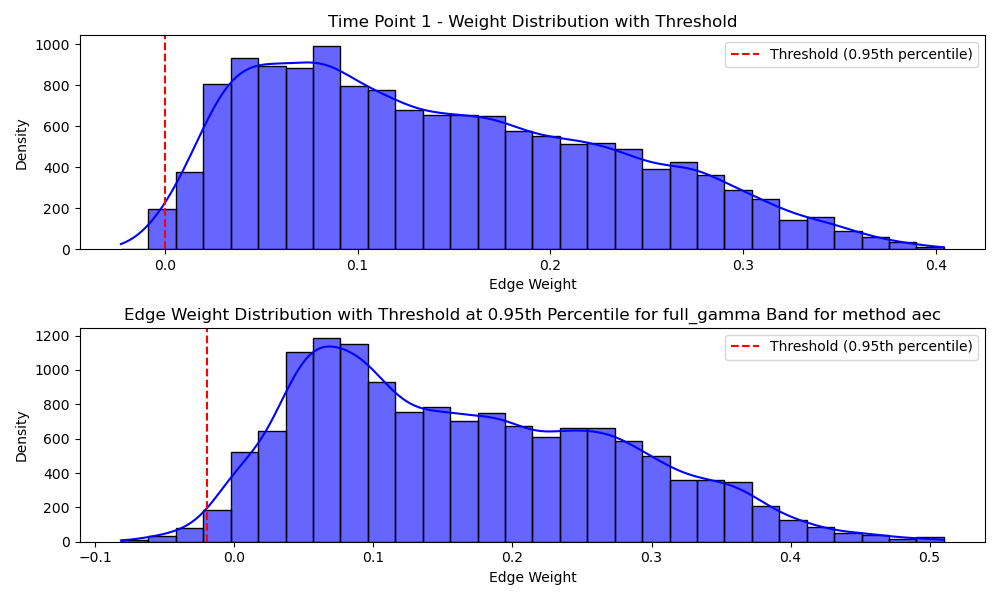 Time Point 1 - Weight Distribution with Threshold
1000
800
600
400
200
0
Density
Threshold (0.95th percentile)
0.0 0.1 0.2 0.3 0.4
Edge Weight
Edge Weight Distribution with Threshold at 0.95th Percentile for full_gamma Band for method aec
1200
1000
800
600
400
200
0
Density
Threshold (0.95th percentile)
−0.1 0.0 0.1 0.2 0.3 0.4 0.5
Edge Weight